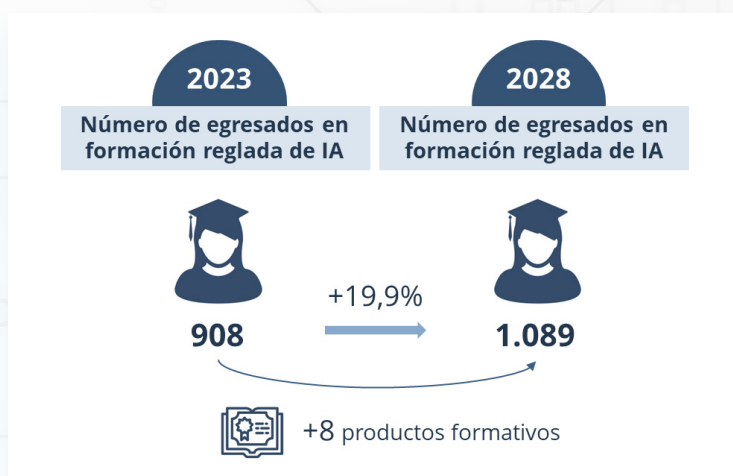 2023
Número de egresados en
formación reglada de IA
2028
Número de egresados en
formación reglada de IA
+19,9%
908
1.089
+8 productos formativos